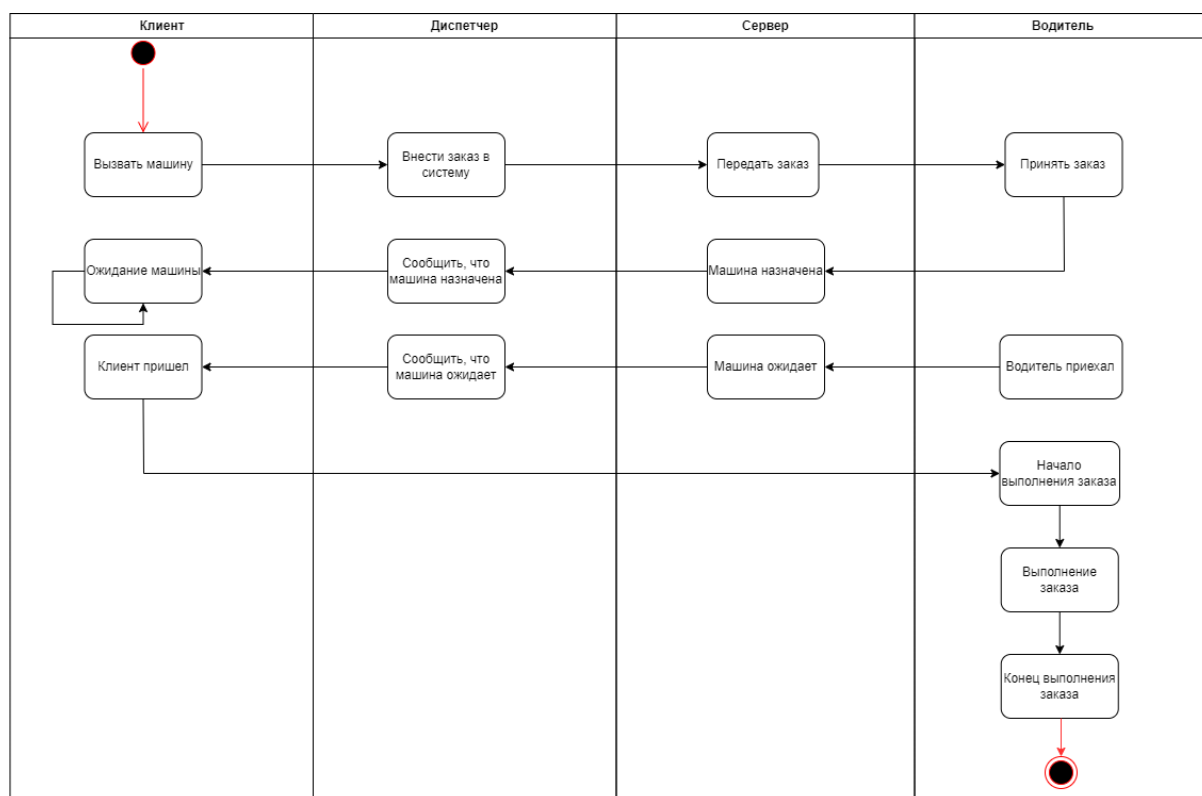 Клиент
Диспетчер
Сервер
Водитель
Вызвать машину
Внести заказ в
систему
Передать заказ
Принять заказ
Ожидание машины
Сообщить, что
машина назначена
Машина назначена
Клиент пришел
Сообщить, что
машина ожидает
Машина ожидает
Водитель приехал
Начало
выполнения заказа
Выполнение
заказа
Конец выполнения
заказа